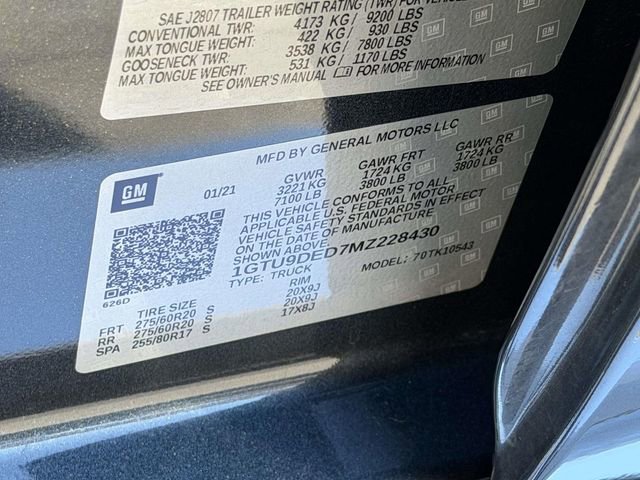 SAE J2807 TRAILER WEIGHT RATING (TWR) FOR VEHICLE
CONVENTIONAL TWR: 4173 KG / 9200 LBS
MAX TONGUE WEIGHT: 422 KG / 930 LBS
GOOSENECK TWR: 3538 KG / 7800 LBS
MAX TONGUE WEIGHT: 531 KG / 1170 LBS
SEE OWNER'S MANUAL FOR MORE INFORMATION
MFD BY GENERAL MOTORS LLC
GM
01/21
GVWR GAWR FRT GAWR RR
3221 KG 1724 KG 1724 KG
7100 LB 3800 LB 3800 LB
THIS VEHICLE CONFORMS TO ALL
APPLICABLE U.S. FEDERAL MOTOR
VEHICLE SAFETY STANDARDS IN EFFECT
ON THE DATE OF MANUFACTURE
SHOWN ABOVE.
1GTU9DED7MZ228430
TYPE: TRUCK MODEL: 70TK10543
626D
TIRE SIZE RIM
FRT 275/60R20 S 20X9J
RR 275/60R20 S 20X9J
SPA 255/80R17 S 17X8J